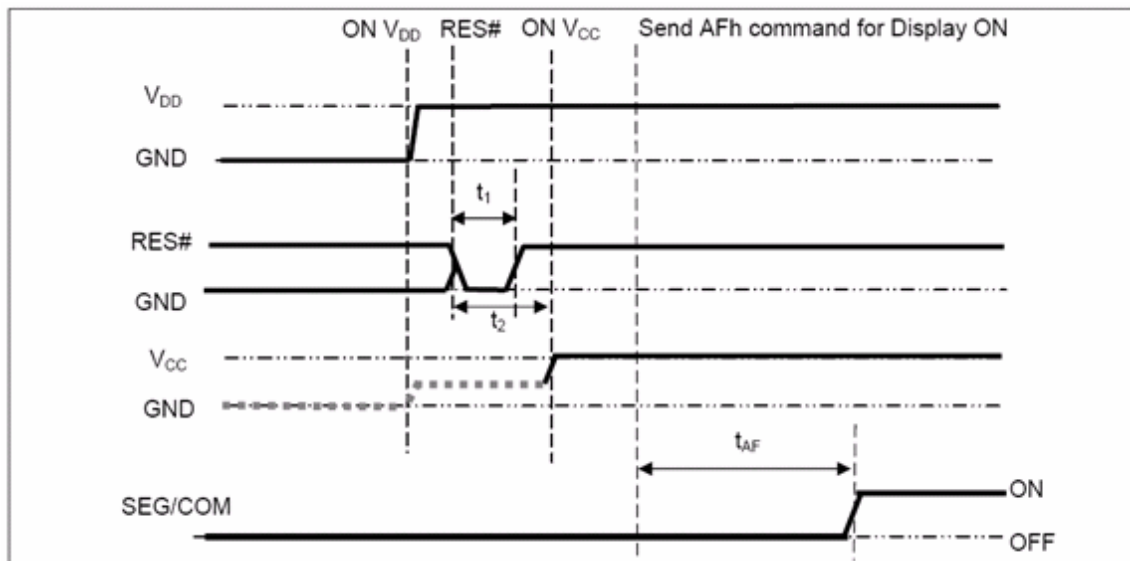 ON VDD RES# ON VCC Send AFh command for Display ON
VDD
GND
t1
RES#
GND
t2
VCC
GND
tAF
ON
SEG/COM
OFF